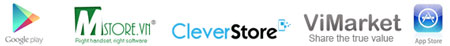 Google play
MSTORE.VN®
Right handset, right software
CleverStore
ViMarket
Share the true value
App Store